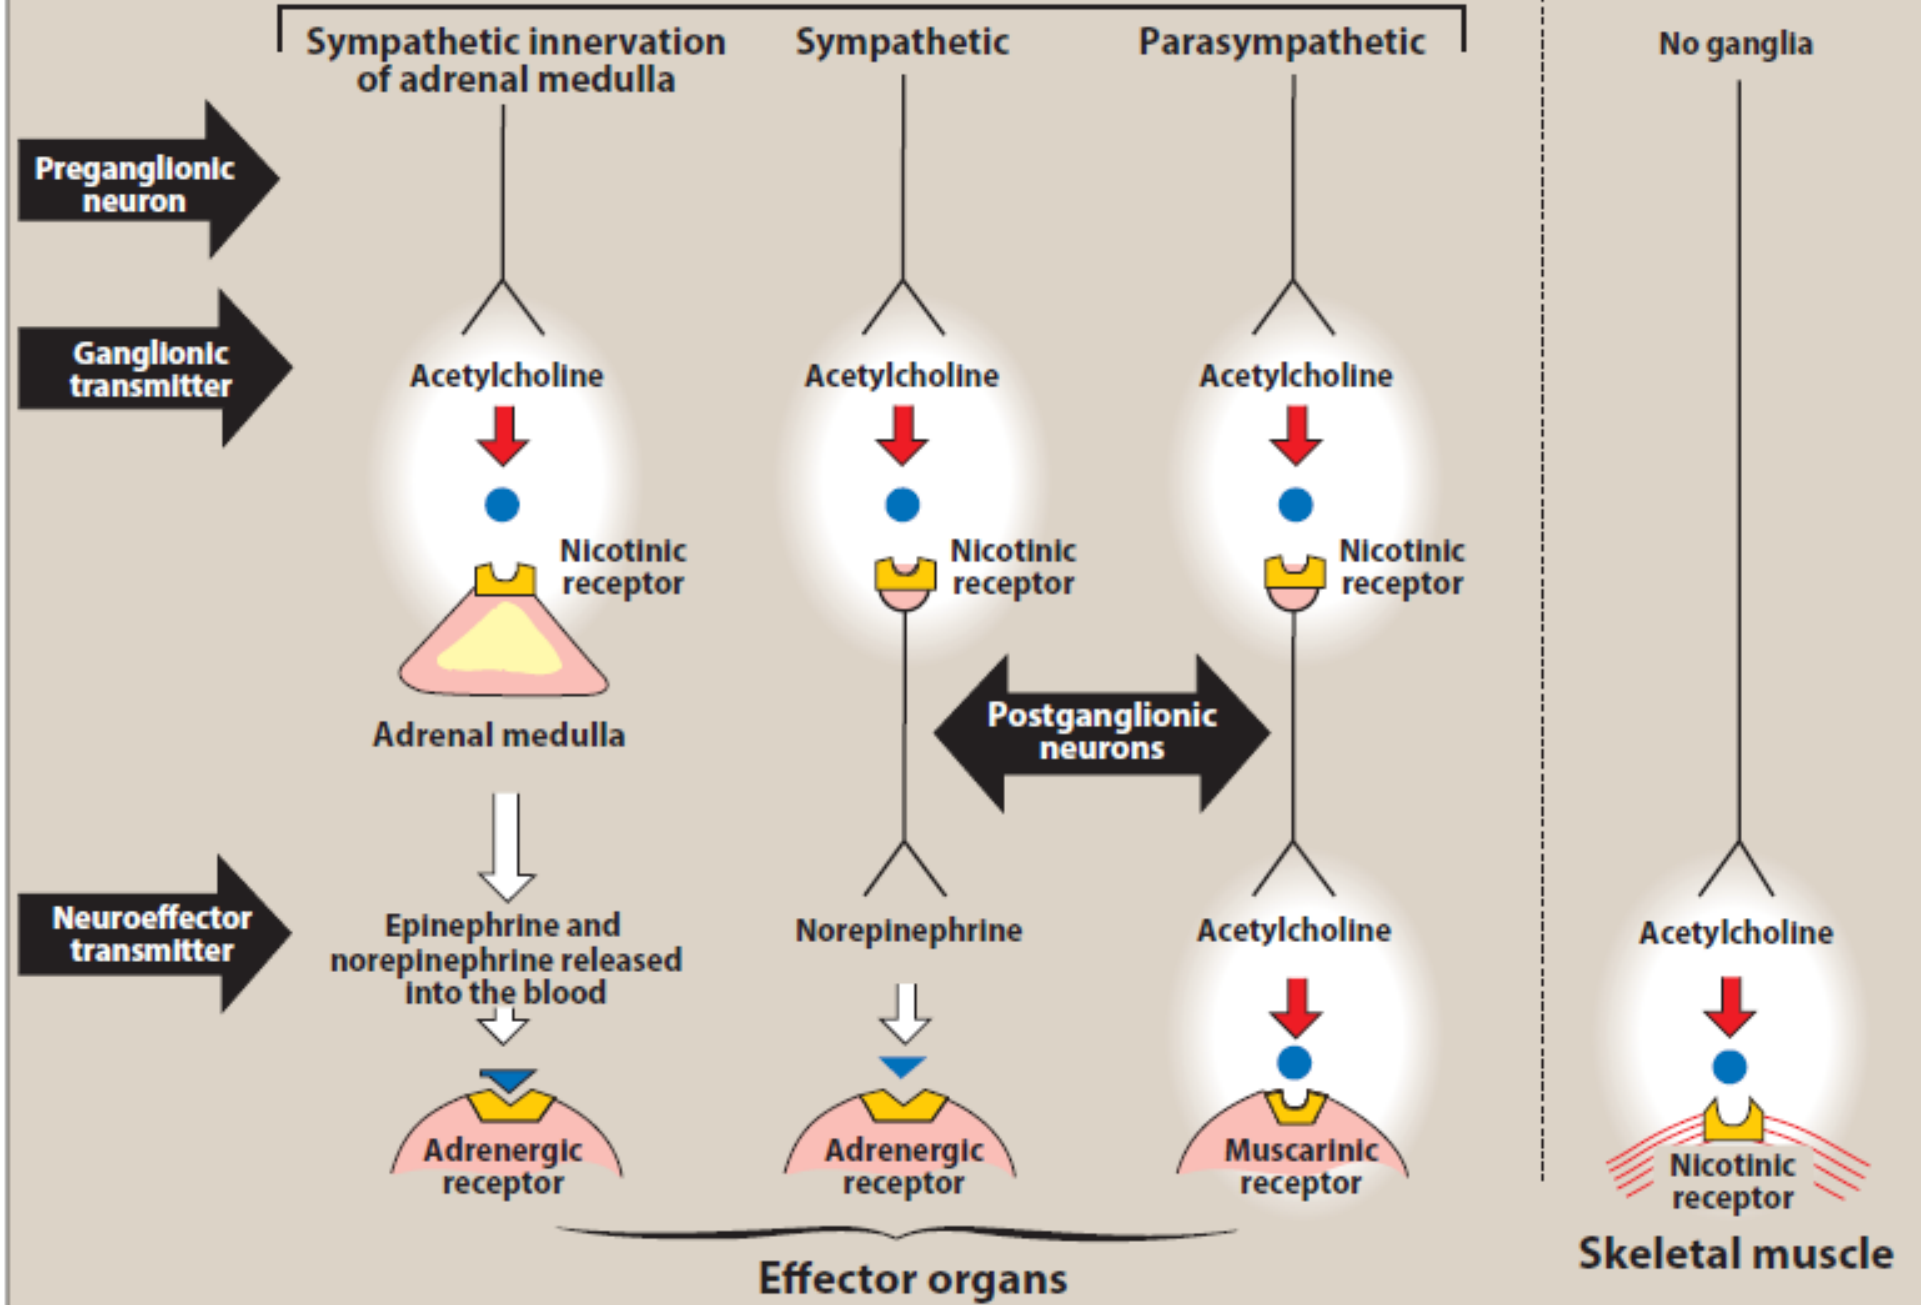 Sympathetic innervation
of adrenal medulla
Sympathetic
Parasympathetic
No ganglia
Preganglionic
neuron
Ganglionic
transmitter
Acetylcholine
Acetylcholine
Acetylcholine
Nicotinic
receptor
Nicotinic
receptor
Nicotinic
receptor
Adrenal medulla
Postganglionic
neurons
Neuroeffector
transmitter
Epinephrine and
norepinephrine released
into the blood
Norepinephrine
Acetylcholine
Acetylcholine
Adrenergic
receptor
Adrenergic
receptor
Muscarinic
receptor
Nicotinic
receptor
Effector organs
Skeletal muscle